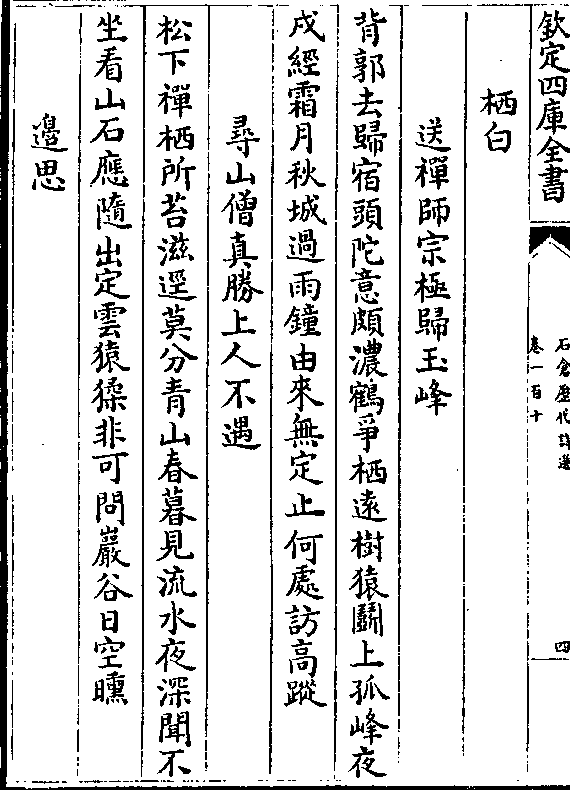 欽定四庫全書
石倉歷代詩選
卷一百十
四
栖白
送禪師宗極歸玉峰
背郭去歸宿頭陀意頗濃鶴爭栖遠樹猿鬭上孤峰夜
戍經霜月秋城過雨鐘由來無定止何處訪高蹤
尋山僧真勝上人不遇
松下禪栖所苔滋逕莫分青山春暮見流水夜深聞不
坐看山石應隨出定雲猿猱非可問巖谷日空曛
邊思